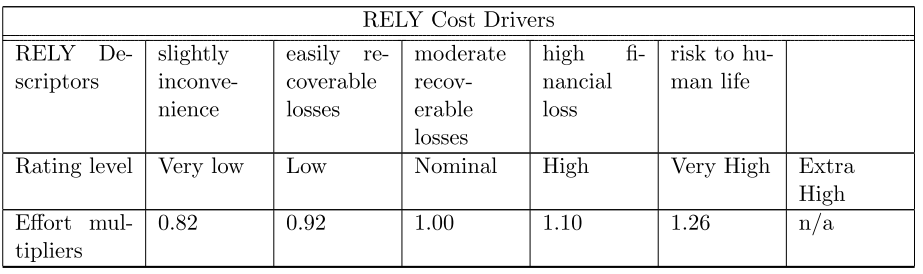 RELY Cost Drivers
RELY De- slightly easily re- moderate high fi- risk to hu-
scriptors inconve- coverable recov- nancial man life
nience losses erable loss
losses
Rating level Very low Low Nominal High Very High Extra
High
Effort mul- 0.82 0.92 1.00 1.10 1.26 n/a
tipliers